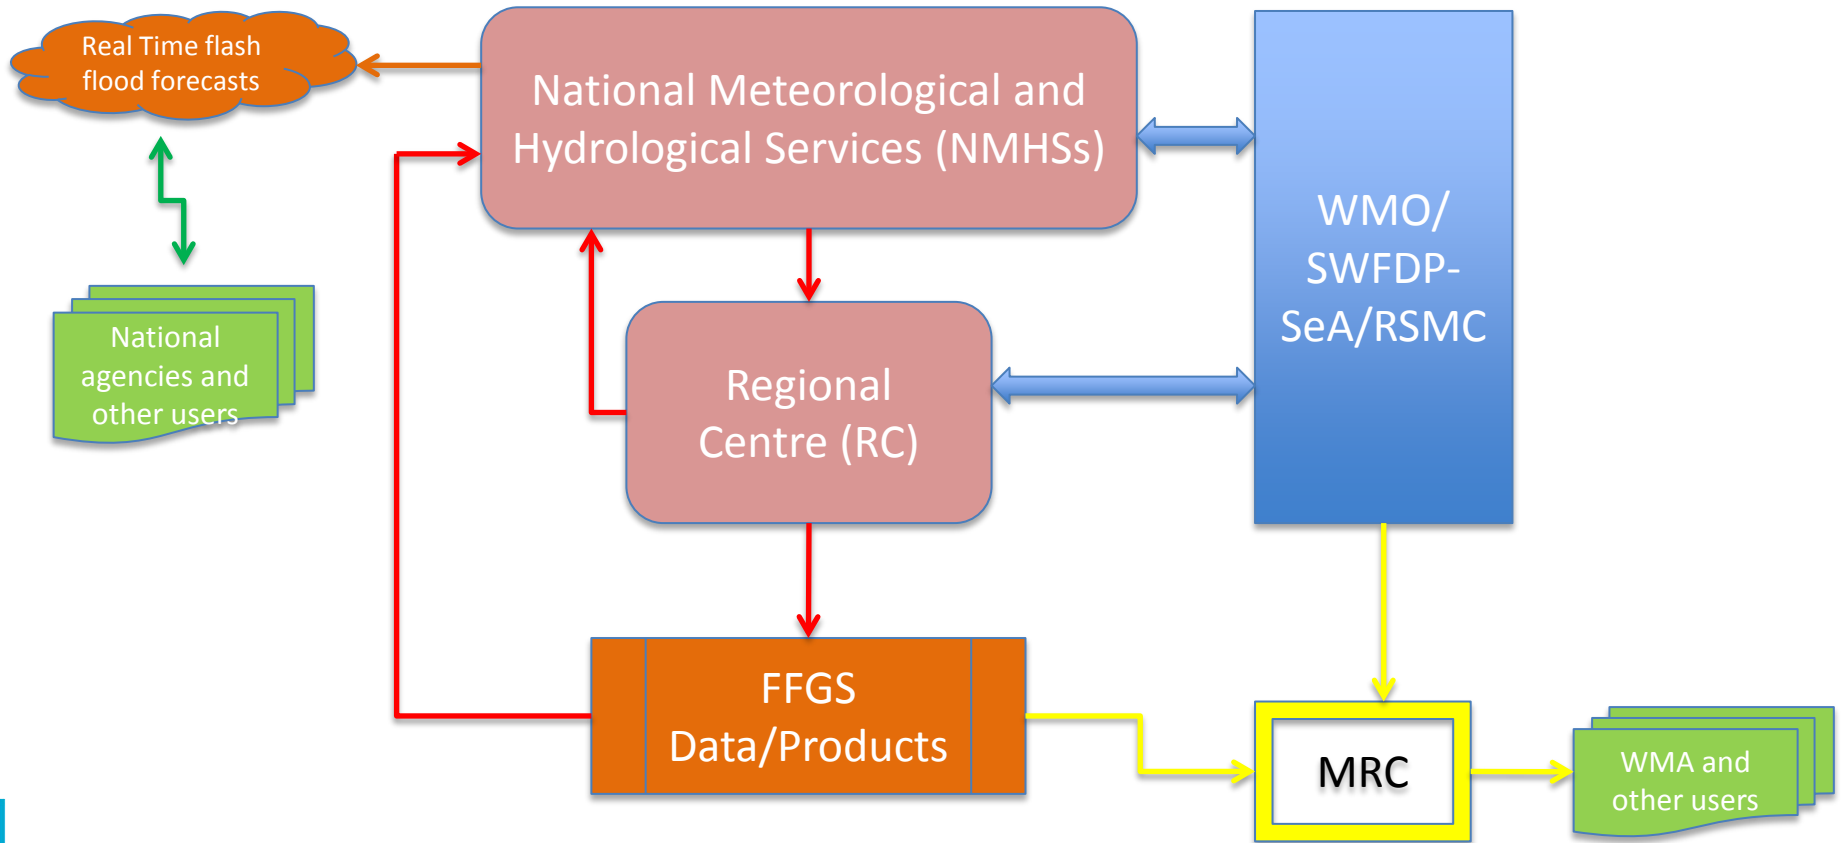 Real Time flash
flood forecasts
National Meteorological and
Hydrological Services (NMHSs)
WMO/
SWFDP-
SeA/RSMC
National
agencies and
other users
Regional
Centre (RC)
FFGS
Data/Products
MRC
WMA and
other users